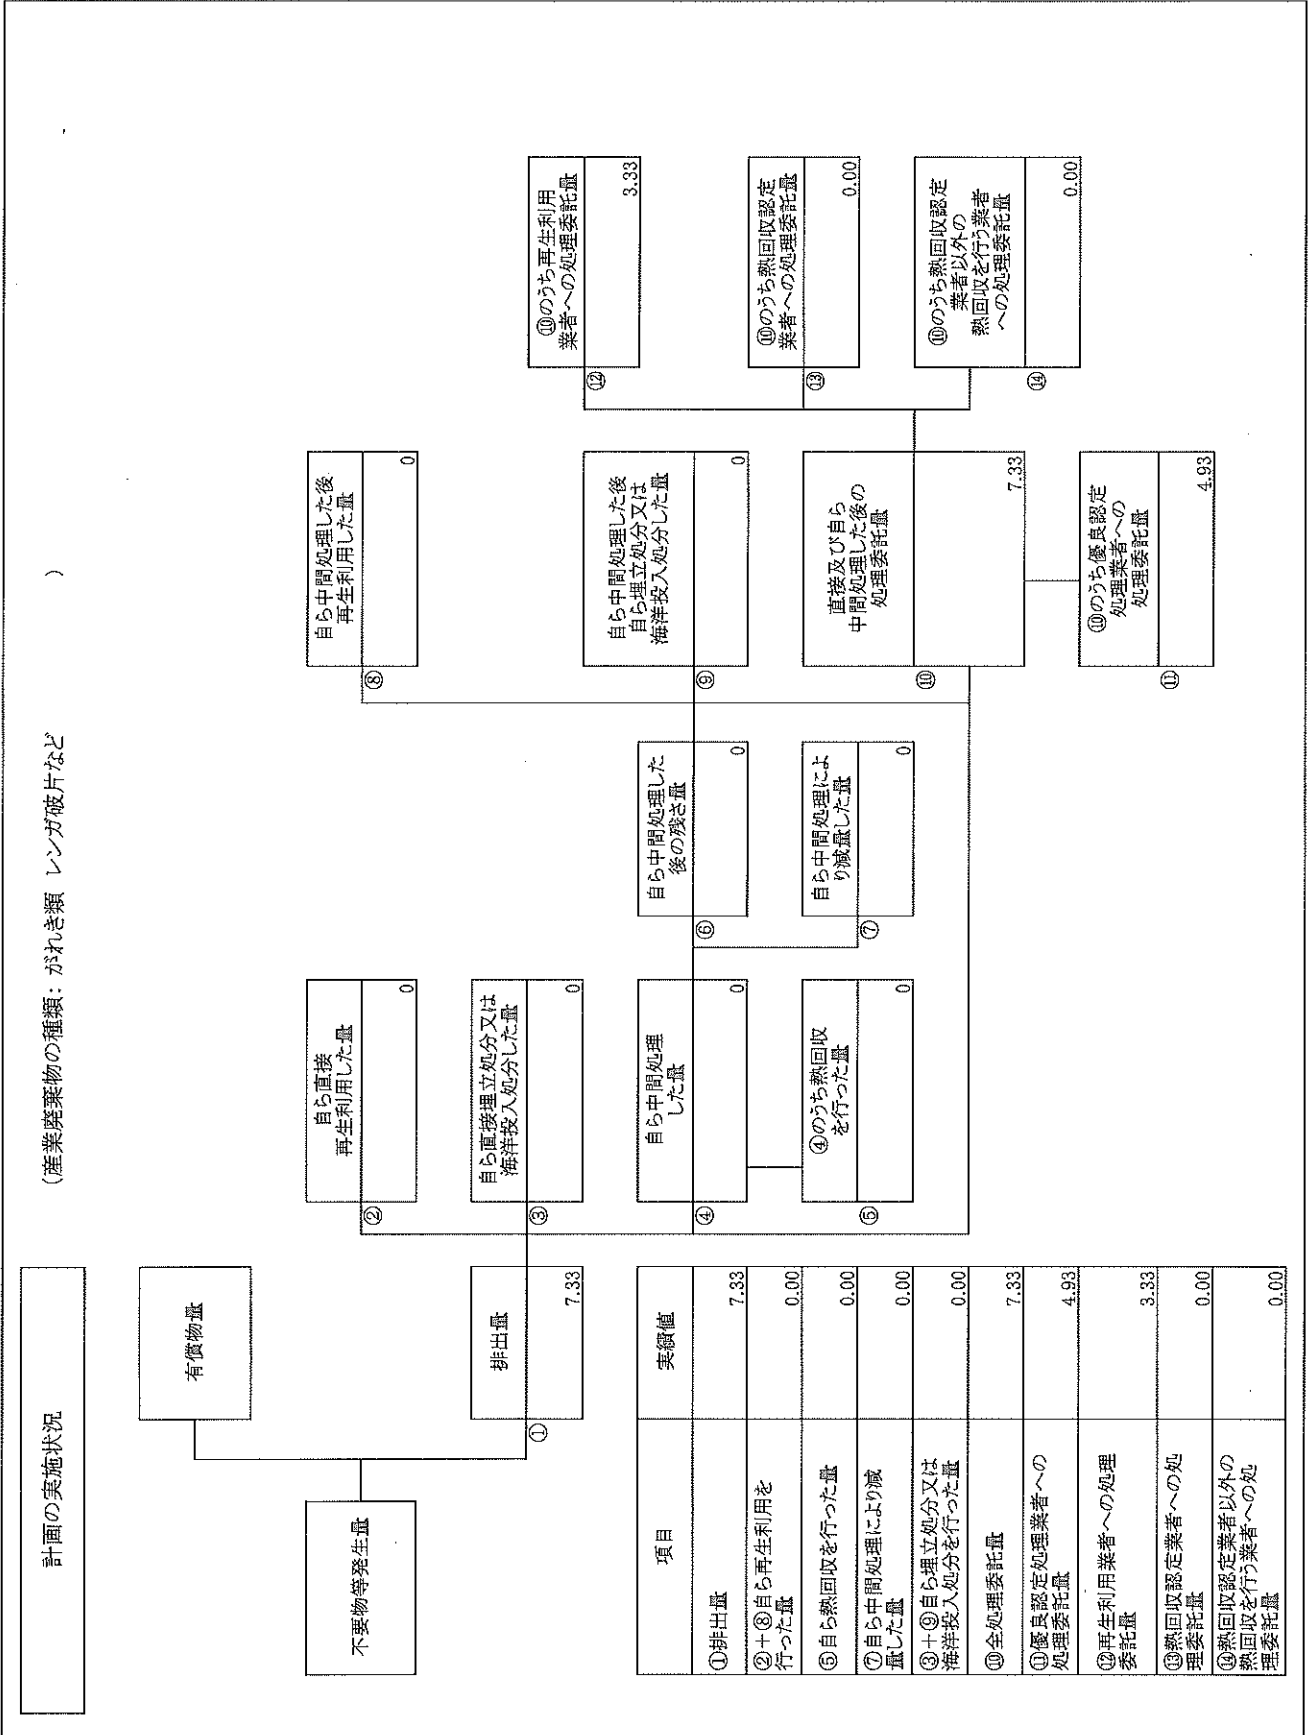 計画の実施状況
(産業廃棄物の種類: がれき類 レンガ破片など )
不要物等発生量
有償物量
①
排出量
7.33
②
自ら直接
再生利用した量
0
③
自ら直接埋立処分又は
海洋投入処分した量
0
④
自ら中間処理
した量
0
⑤
④のうち熱回収
を行った量
0
⑥
自ら中間処理した
後の残さ量
0
⑦
自ら中間処理によ
り減量した量
0
⑧
自ら中間処理した後
再生利用した量
0
⑨
自ら中間処理した後
自ら埋立処分又は
海洋投入処分した量
0
⑩
直接及び自ら
中間処理した後の
処理委託量
7.33
⑪
⑩のうち優良認定
処理業者への
処理委託量
4.93
⑫
⑩のうち再生利用
業者への処理委託量
3.33
⑬
⑩のうち熱回収認定
業者への処理委託量
0.00
⑭
⑩のうち熱回収認定
業者以外の
熱回収を行う業者
への処理委託量
0.00
項目 実績値
①排出量 7.33
②+⑧自ら再生利用を
行った量 0.00
⑥自ら熱回収を行った量 0.00
⑦自ら中間処理により減
量した量 0.00
③+⑨自ら埋立処分又は
海洋投入処分を行った量 0.00
⑩全処理委託量 7.33
⑪優良認定処理業者への
処理委託量 4.93
⑫再生利用業者への処理
委託量 3.33
⑬熱回収認定業者への処
理委託量 0.00
⑭熱回収認定業者以外の
熱回収を行う業者への処
理委託量 0.00